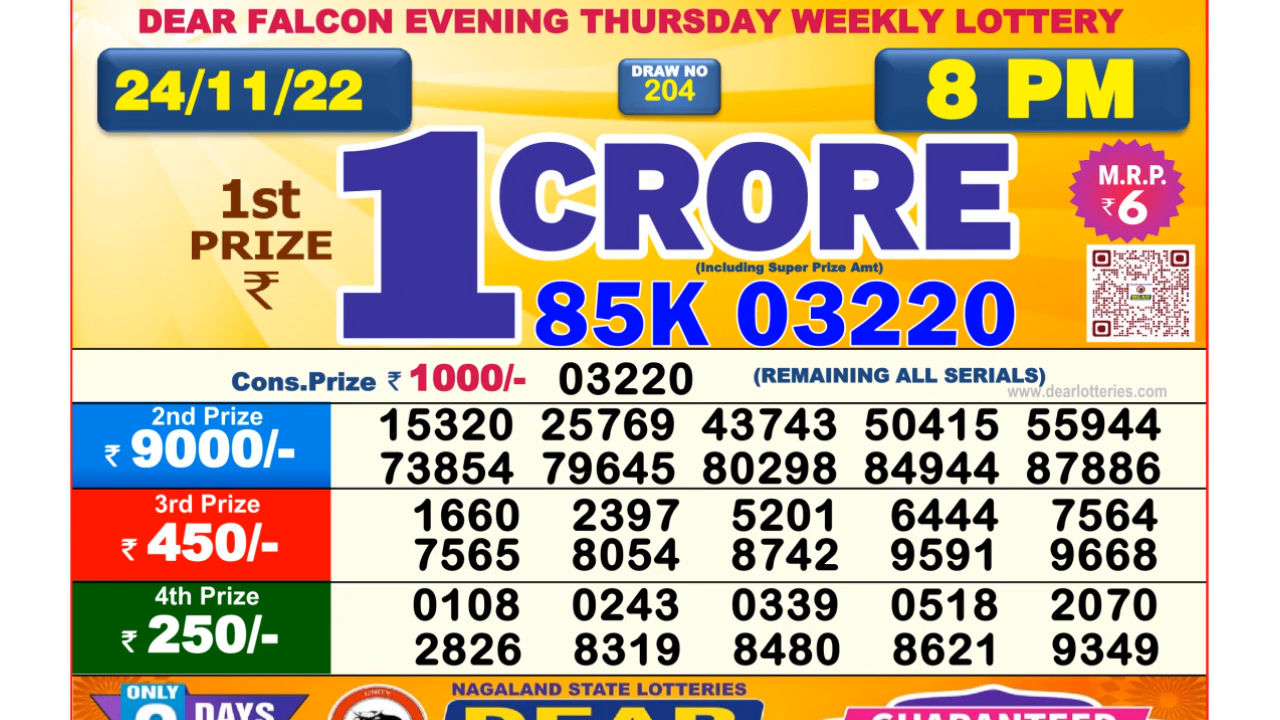 DEAR FALCON EVENING THURSDAY WEEKLY LOTTERY
24/11/22
DRAW NO
204
8 PM
1st
PRIZE
₹
1 CRORE
(Including Super Prize Amt)
85K 03220
M.R.P.
₹6
Cons.Prize ₹ 1000/- 03220 (REMAINING ALL SERIALS)
www.dearlotteries.com
2nd Prize
₹ 9000/-
15320 25769 43743 50415 55944
73854 79645 80298 84944 87886
3rd Prize
₹ 450/-
1660 2397 5201 6444 7564
7565 8054 8742 9591 9668
4th Prize
₹ 250/-
0108 0243 0339 0518 2070
2826 8319 8480 8621 9349
ONLY
DAYS
UNITY
NAGALAND STATE LOTTERIES
DEAR
GUARANTEED